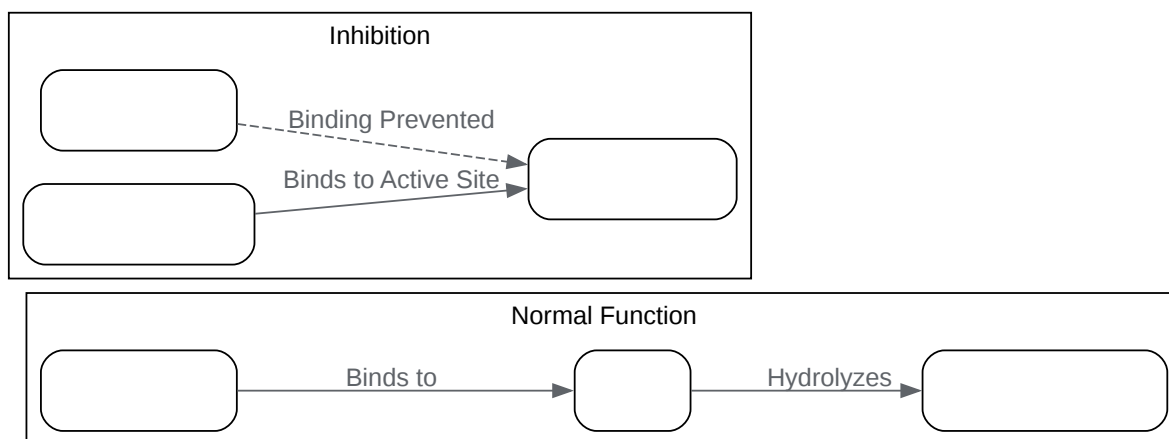 Inhibition
Binding Prevented
Binds to Active Site
Normal Function
Binds to
Hydrolyzes